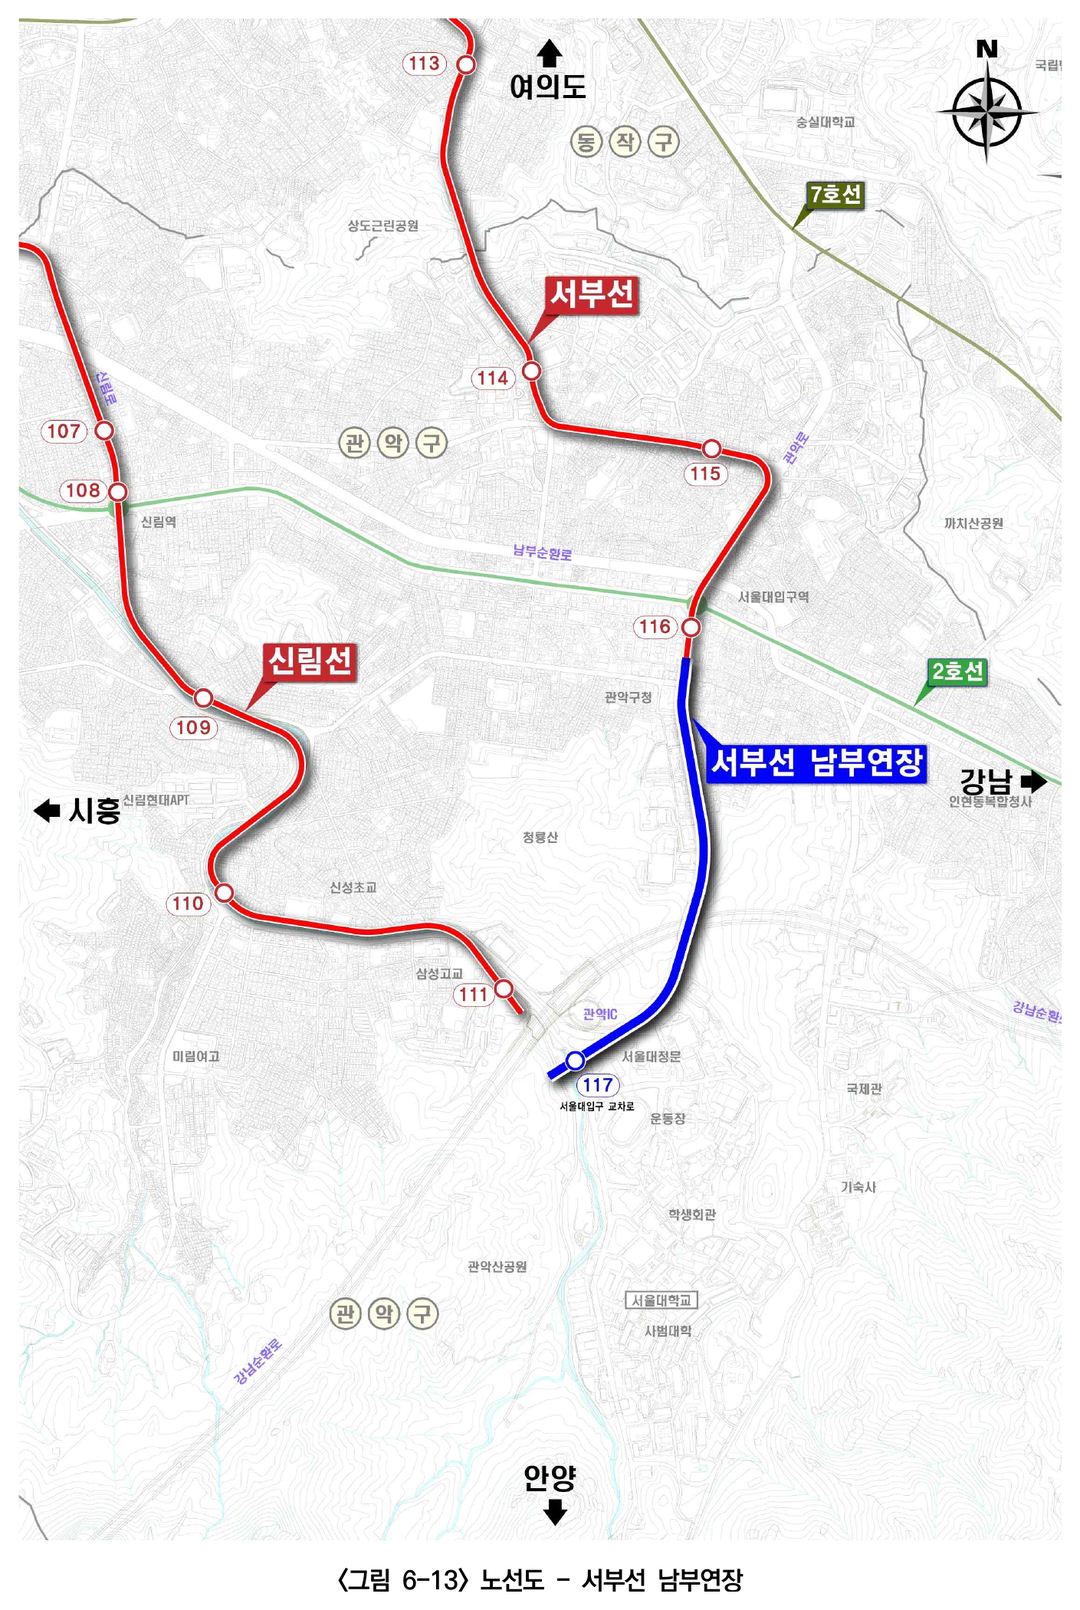 113
여의도
N
국립
숭실대학교
동작구
7호선
상도근린공원
서부선
114
신림로
107
관악구
관악로
115
108
신림역
까치산공원
남부순환로
서울대입구역
116
신림선
2호선
관악구청
109
서부선 남부연장
강남
신림현대APT
시흥
인현동복합청사
청룡산
신성초교
110
삼성고교
111
관악IC
강남순환
미림여고
서울대정문
117
서울대입구 교차로
국제관
운동장
기숙사
학생회관
관악산공원
서울대학교
관악구
사범대학
강남순환로
안양
<그림 6-13> 노선도 - 서부선 남부연장